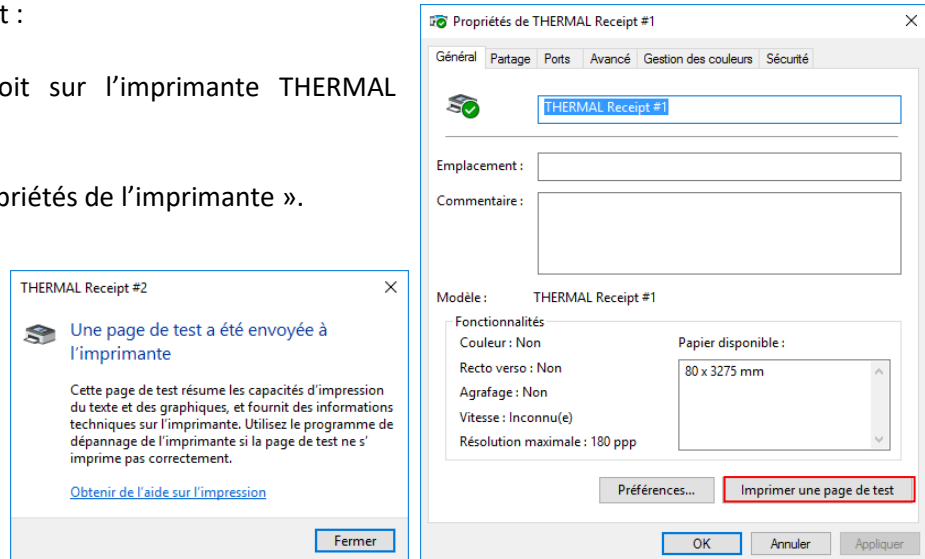 t :
oit sur l’imprimante THERMAL
priétés de l’imprimante ».
THERMAL Receipt #2
Une page de test a été envoyée à
l’imprimante
Cette page de test résume les capacités d’impression
du texte et des graphiques, et fournit des informations
techniques sur l’imprimante. Utilisez le programme de
dépannage de l’imprimante si la page de test ne s’
imprime pas correctement.
Obtenir de l’aide sur l’impression
Fermer
Propriétés de THERMAL Receipt #1
Général Partage Ports Avancé Gestion des couleurs Sécurité
THERMAL Receipt #1
Emplacement :
Commentaire :
Modèle : THERMAL Receipt #1
Fonctionnalités
Couleur : Non
Recto verso : Non
Agrafage : Non
Vitesse : Inconnu(e)
Résolution maximale : 180 ppp
Papier disponible :
80 x 3275 mm
Préférences... Imprimer une page de test
OK Annuler Appliquer